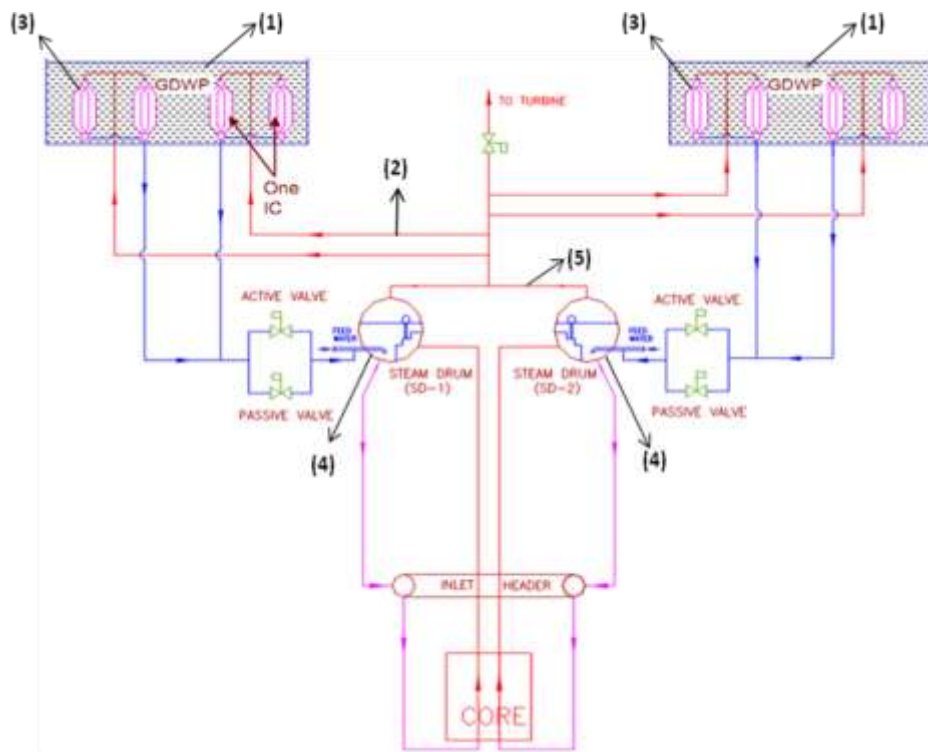 (3)
(1)
(3)
(1)
GDWP
GDWP
TO TURBINE
One
IC
(2)
(5)
ACTIVE VALVE
ACTIVE VALVE
FEED
WATER
FEED
WATER
STEAM DRUM
(SD-1)
STEAM DRUM
(SD-2)
PASSIVE VALVE
PASSIVE VALVE
(4)
(4)
INLET HEADER
CORE